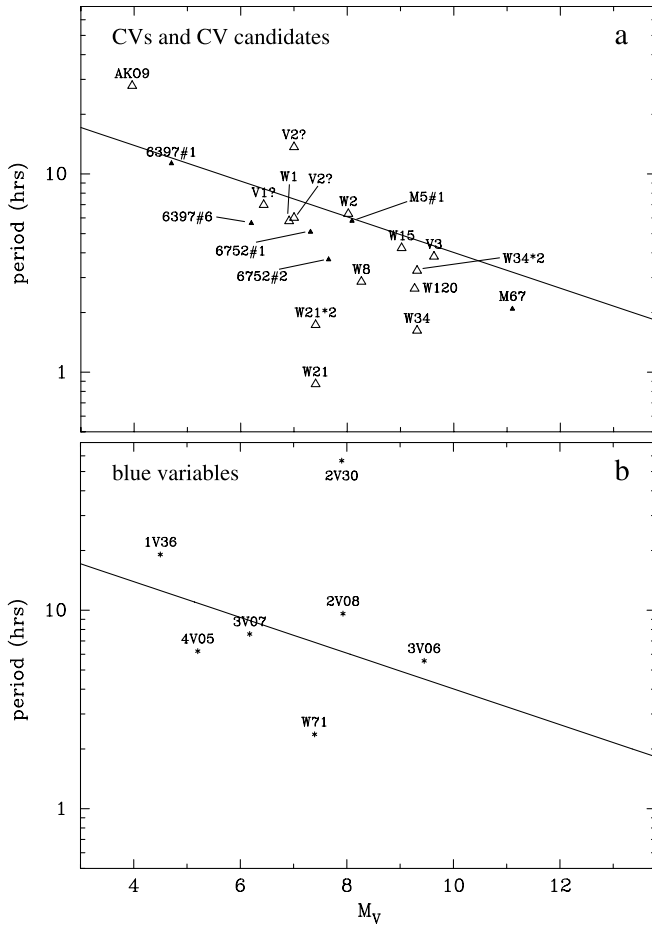 CVs and CV candidates
a
AKO9
V2?
6397#1
W1
V2?
V1?
W2
M5#1
6397#6
W15
V3
6752#1
W34*2
6752#2
W8
W120
M67
W21*2
W34
W21
10
1
period (hrs)
blue variables
b
2V30
1V36
2V08
3V07
4V05
3V06
W71
10
1
period (hrs)
4
6
8
10
12
M_V